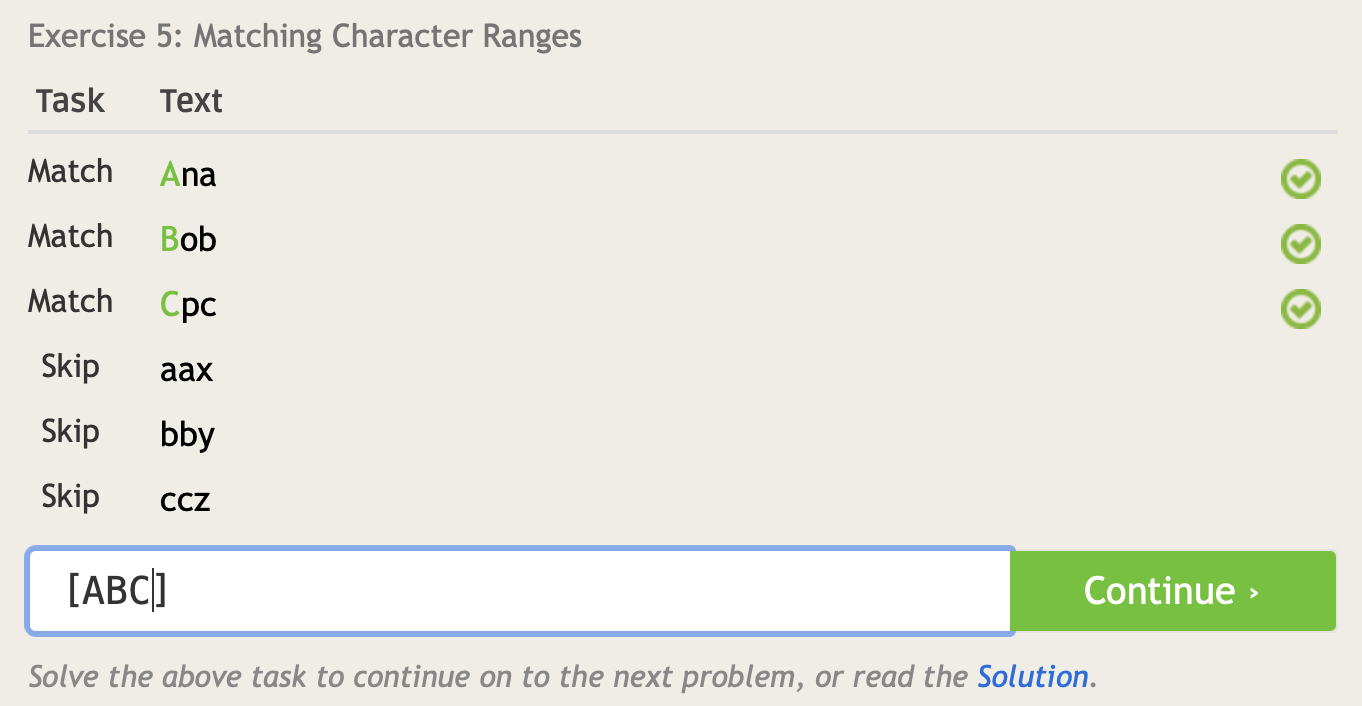 Exercise 5: Matching Character Ranges
Task Text
Match Ana
Match Bob
Match Cpc
Skip aax
Skip bby
Skip ccz
[ABC] Continue ›
Solve the above task to continue on to the next problem, or read the Solution.